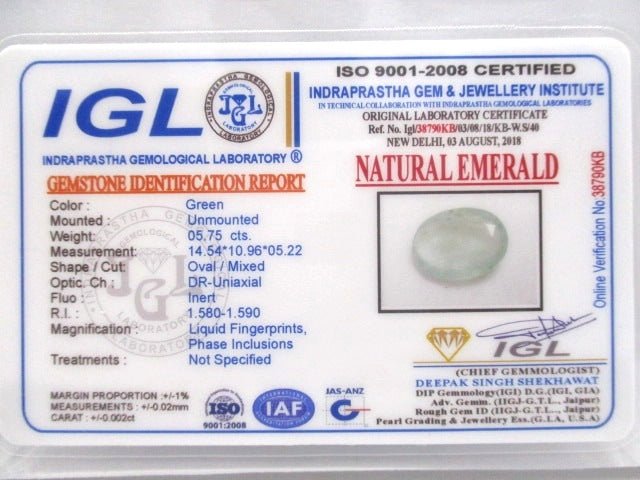 IGL
INDRAPRASTHA GEMOLOGICAL LABORATORY
INDRAPRASTHA GEMOLOGICAL LABORATORY ®
GEMSTONE IDENTIFICATION REPORT
Color : Green
Mounted : Unmounted
Weight: 05.75 cts.
Measurement: 14.54*10.96*05.22
Shape / Cut: Oval / Mixed
Optic. Ch : DR-Uniaxial
Fluo : Inert
R.I. : 1.580-1.590
Magnification : Liquid Fingerprints,
Phase Inclusions
Treatments : Not Specified
MARGIN PROPORTION :+/-1%
MEASUREMENTS : +/-0.02mm
CARAT : +/-0.002ct
ISO
9001:2008
IAF
JAS-ANZ
ISO 9001-2008 CERTIFIED
INDRAPRASTHA GEM & JEWELLERY INSTITUTE
IN TECHNICAL COLLABORATION WITH INDRAPRASTHA GEMOLOGICAL LABORATORIES
ORIGINAL LABORATORY CERTIFICATE
Ref. No. Igl/38790KB/03/08/18/KB-W.S/40
NEW DELHI, 03 AUGUST, 2018
NATURAL EMERALD
Online Verification No.38790KB
IGL
(CHIEF GEMMOLOGIST)
DEEPAK SINGH SHEKHAWAT
DIP Gemmology(IGI) D.G.(IGI, GIA)
Adv. Gemm. (IIGJ-G.T.L., Jaipur)
Rough Gem ID (IIGJ-G.T.L., Jaipur)
Pearl Grading & Jewellery Ess.(G.I.A, U.S.A)